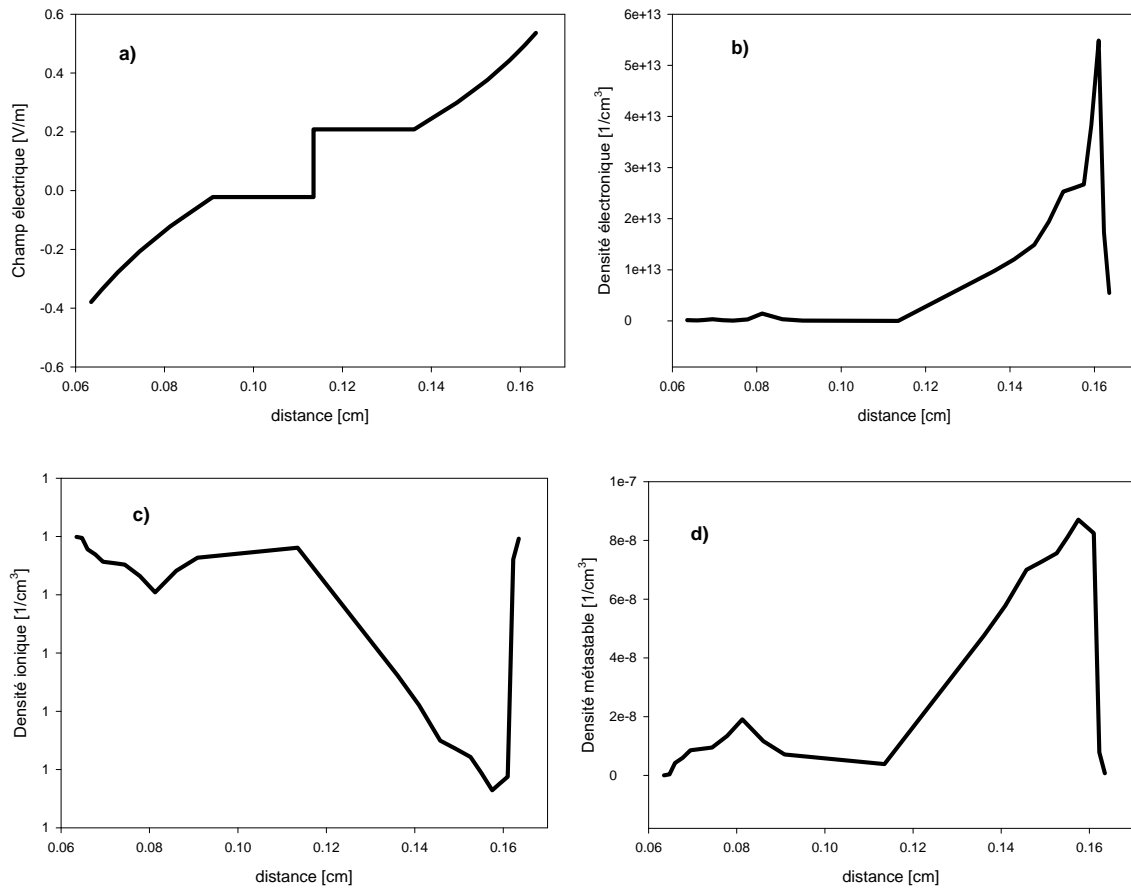 a)
Champ électrique [V/m]
0.6
0.4
0.2
0.0
-0.2
-0.4
-0.6
0.06 0.08 0.10 0.12 0.14 0.16
distance [cm]
b)
Densité électronique [1/cm³]
6e+13
5e+13
4e+13
3e+13
2e+13
1e+13
0
0.06 0.08 0.10 0.12 0.14 0.16
distance [cm]
c)
Densité ionique [1/cm³]
1
1
1
1
1
1
1
0.06 0.08 0.10 0.12 0.14 0.16
distance [cm]
d)
Densité métastable [1/cm³]
1e-7
8e-8
6e-8
4e-8
2e-8
0
0.06 0.08 0.10 0.12 0.14 0.16
distance [cm]